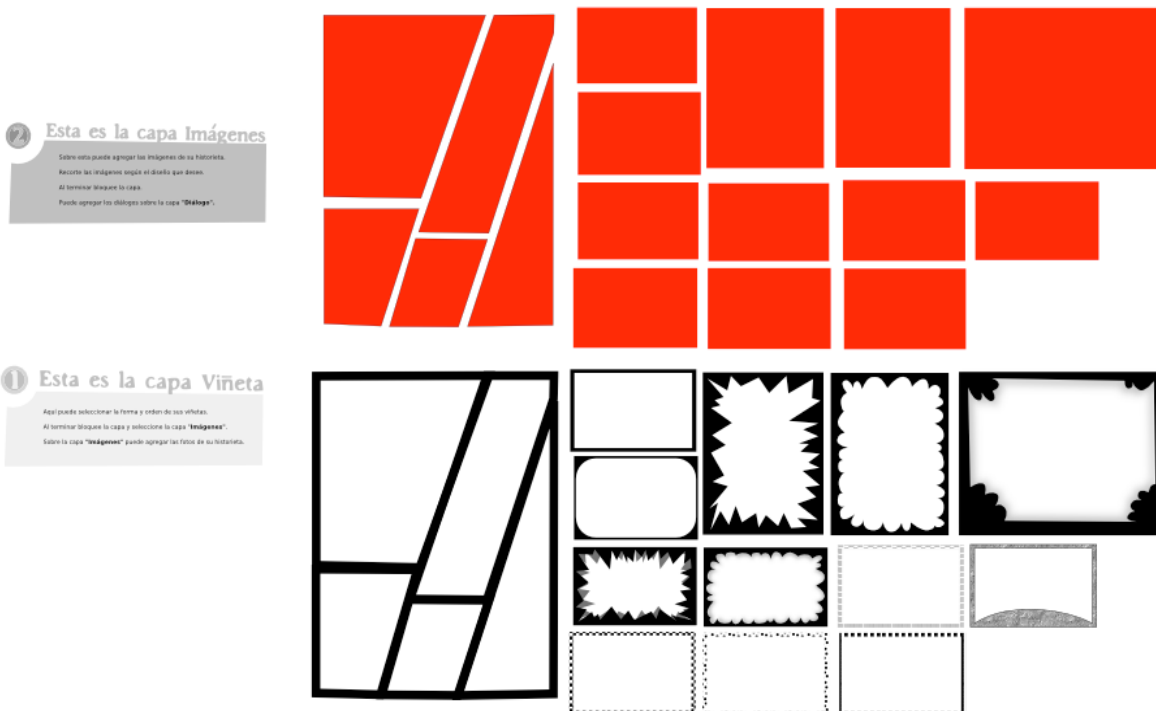 2
Esta es la capa Imágenes
Sobre esta puede agregar las imágenes de su historieta.
Recorte las imágenes según el diseño que desee.
Al terminar bloquee la capa.
Puede agregar los diálogos sobre la capa "Diálogo".
1
Esta es la capa Viñeta
Aquí puede seleccionar la forma y orden de sus viñetas.
Al terminar bloquee la capa y seleccione la capa "Imágenes".
Sobre la capa "Imágenes" puede agregar las fotos de su historieta.